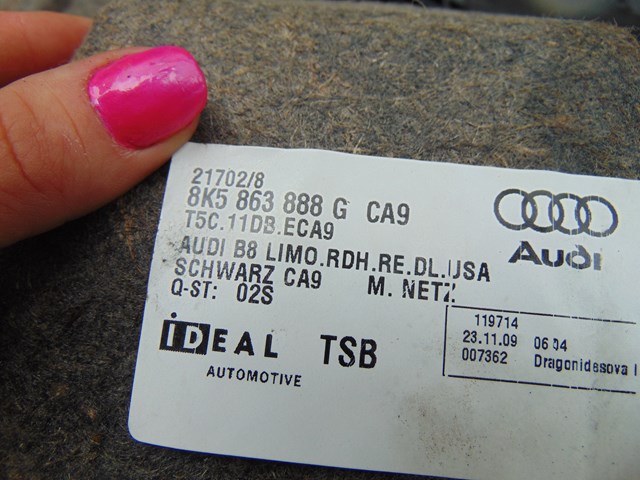 21702/8
8K5 863 888 G CA9
T5C.11DB.ECA9
AUDI B8 LIMO.RDH.RE.DL.USA
SCHWARZ CA9 M. NETZ
Q-ST: 02S
Audi
IDEAL TSB
AUTOMOTIVE
119714
23.11.09 06:04
007362 Dragonidesova